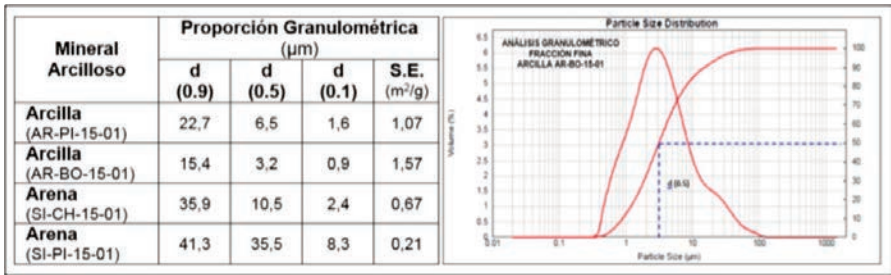 Mineral Arcilloso
Proporción Granulométrica (µm)
d (0.9) d (0.5) d (0.1) S.E. (m²/g)
Arcilla (AR-PI-15-01) 22,7 6,5 1,6 1,07
Arcilla (AR-BO-15-01) 15,4 3,2 0,9 1,57
Arena (SI-CH-15-01) 35,9 10,5 2,4 0,67
Arena (SI-PI-15-01) 41,3 35,5 8,3 0,21
Particle Size Distribution
ANÁLISIS GRANULOMÉTRICO
FRACCIÓN FINA
ARCILLA AR-BO-15-01
Volume (%)
6.5
6
5.5
5
4.5
4
3.5
3
2.5
2
1.5
1
0.5
0
100
90
80
70
60
50
40
30
20
10
0
d (0.5)
0.01 0.1 1 10 100 1000
Particle Size (µm)